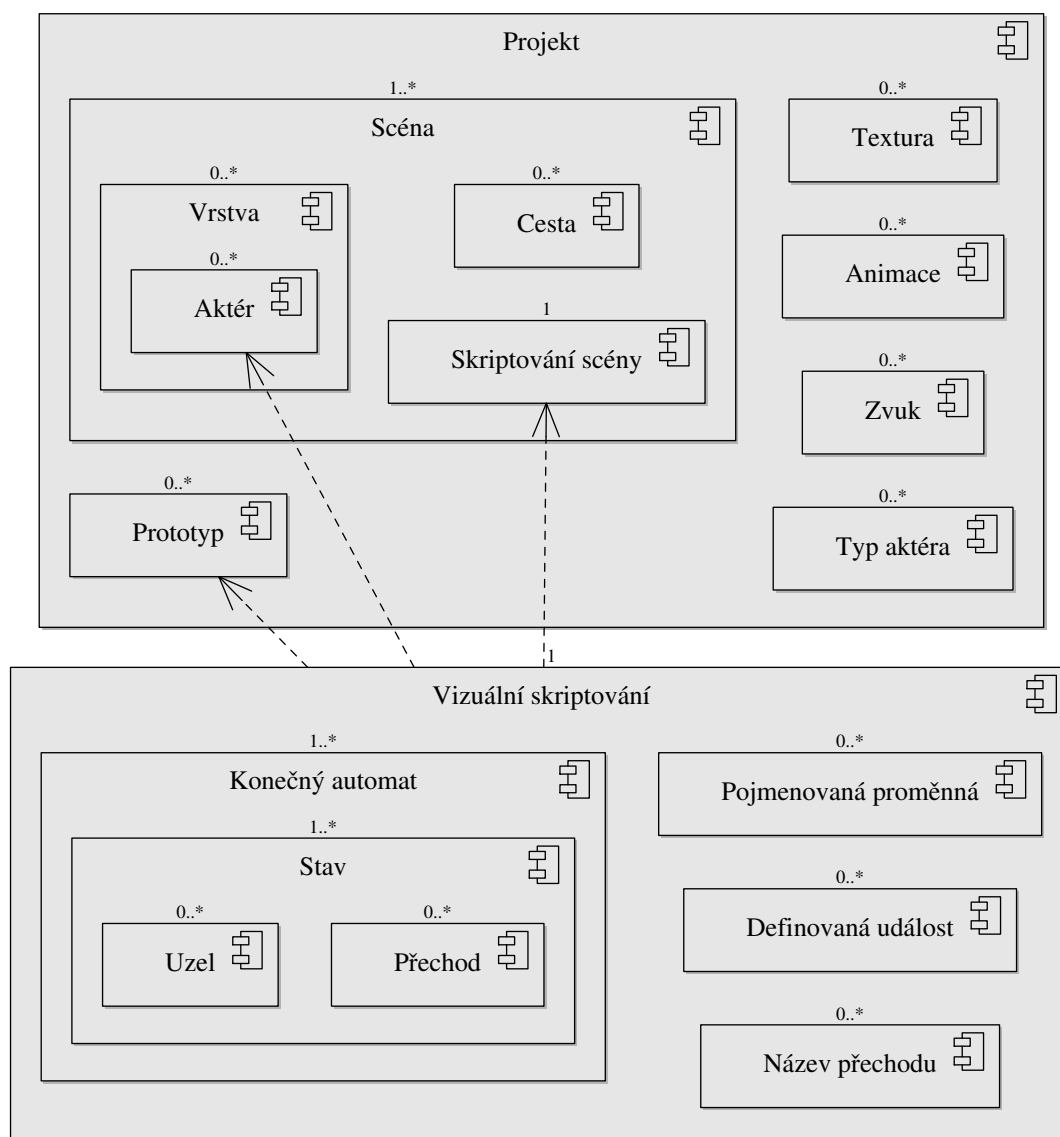 Projekt
1..*
Scéna
0..*
Vrstva
0..*
Aktér
0..*
Cesta
1
Skriptování scény
0..*
Textura
0..*
Animace
0..*
Zvuk
0..*
Typ aktéra
0..*
Prototyp
1
Vizuální skriptování
1..*
Konečný automat
1..*
Stav
0..*
Uzel
0..*
Přechod
0..*
Pojmenovaná proměnná
0..*
Definovaná událost
0..*
Název přechodu